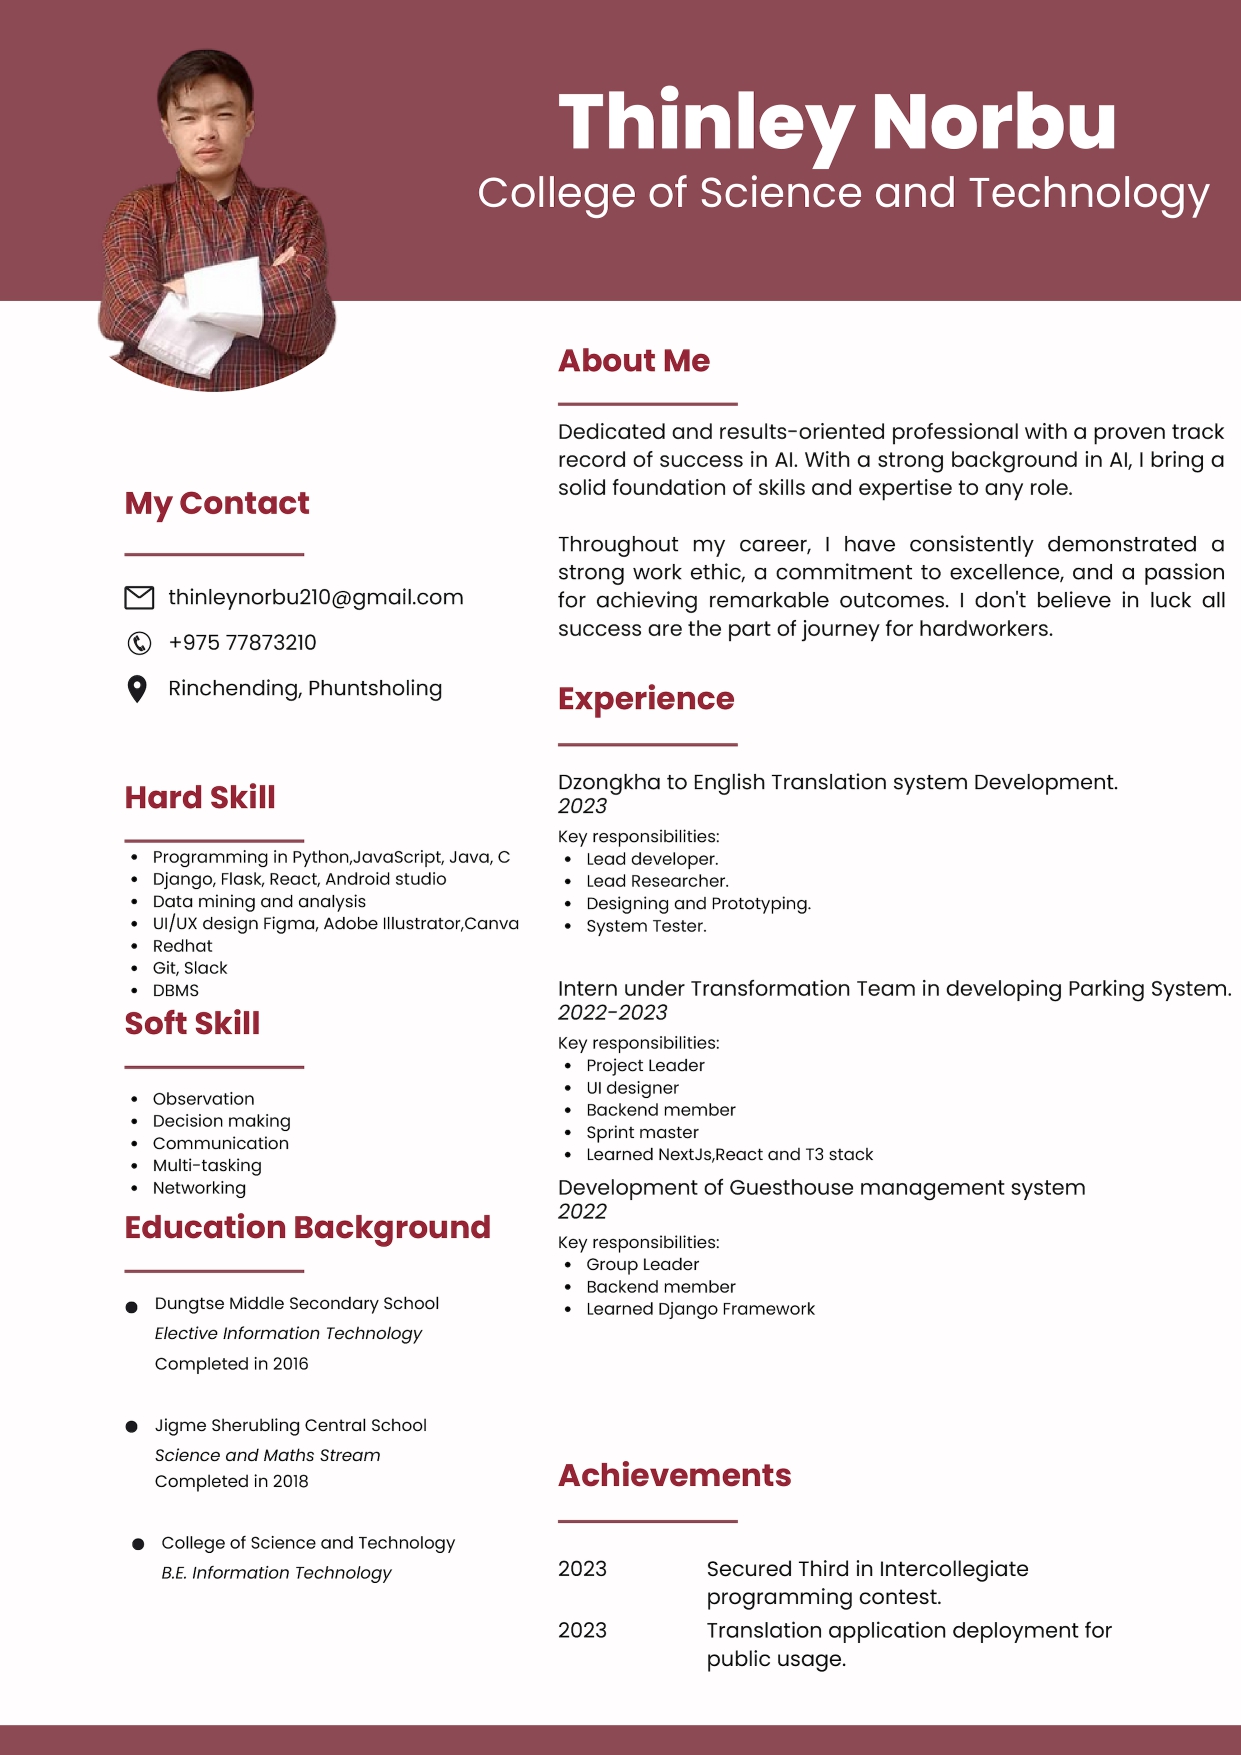 Thinley Norbu
College of Science and Technology
My Contact
thinleynorbu210@gmail.com
+975 77873210
Rinchending, Phuntsholing
Hard Skill
• Programming in Python,JavaScript, Java, C
• Django, Flask, React, Android studio
• Data mining and analysis
• UI/UX design Figma, Adobe Illustrator,Canva
• Redhat
• Git, Slack
• DBMS
Soft Skill
• Observation
• Decision making
• Communication
• Multi-tasking
• Networking
Education Background
• Dungtse Middle Secondary School
Elective Information Technology
Completed in 2016
• Jigme Sherubling Central School
Science and Maths Stream
Completed in 2018
• College of Science and Technology
B.E. Information Technology
About Me
Dedicated and results-oriented professional with a proven track
record of success in AI. With a strong background in AI, I bring a
solid foundation of skills and expertise to any role.
Throughout my career, I have consistently demonstrated a
strong work ethic, a commitment to excellence, and a passion
for achieving remarkable outcomes. I don't believe in luck all
success are the part of journey for hardworkers.
Experience
Dzongkha to English Translation system Development.
2023
Key responsibilities:
• Lead developer.
• Lead Researcher.
• Designing and Prototyping.
• System Tester.
Intern under Transformation Team in developing Parking System.
2022-2023
Key responsibilities:
• Project Leader
• UI designer
• Backend member
• Sprint master
• Learned NextJs,React and T3 stack
Development of Guesthouse management system
2022
Key responsibilities:
• Group Leader
• Backend member
• Learned Django Framework
Achievements
2023 Secured Third in Intercollegiate
programming contest.
2023 Translation application deployment for
public usage.